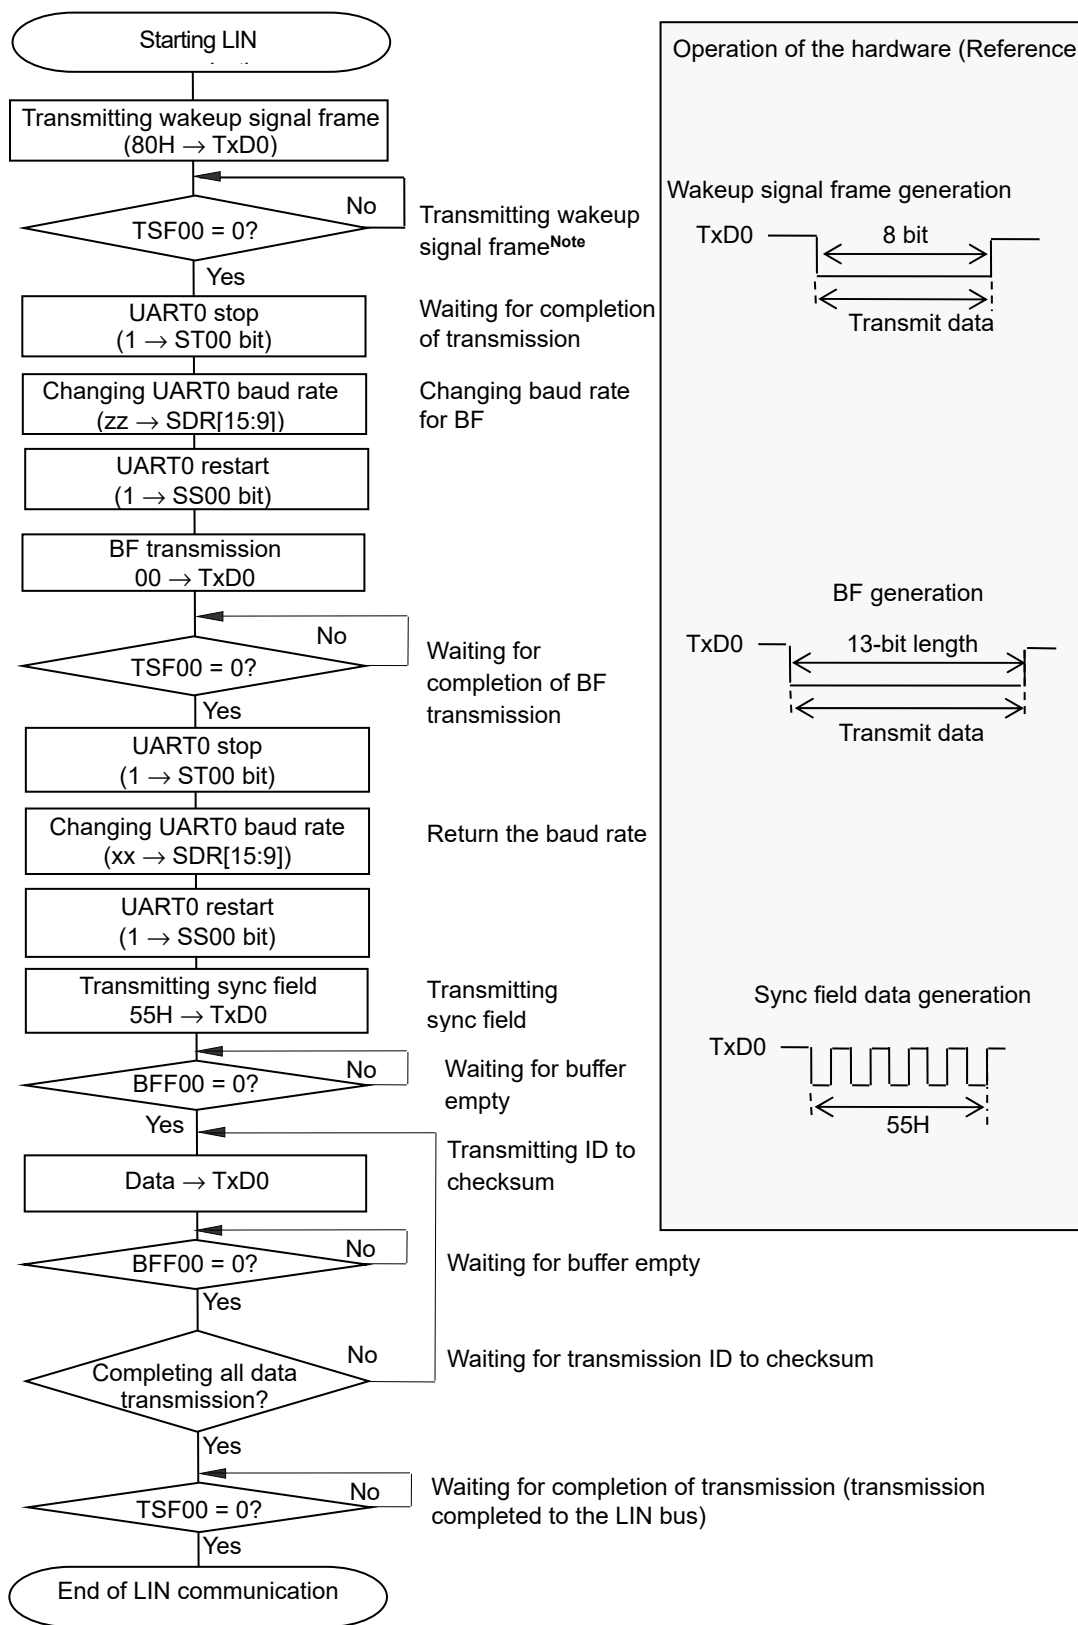 Starting LIN
Transmitting wakeup signal frame
(80H → TxD0)
No
TSF00 = 0?
Transmitting wakeup
signal frameNote
Yes
UART0 stop
(1 → ST00 bit)
Waiting for completion
of transmission
Changing UART0 baud rate
(zz → SDR[15:9])
Changing baud rate
for BF
UART0 restart
(1 → SS00 bit)
BF transmission
00 → TxD0
No
TSF00 = 0?
Waiting for
completion of BF
transmission
Yes
UART0 stop
(1 → ST00 bit)
Changing UART0 baud rate
(xx → SDR[15:9])
Return the baud rate
UART0 restart
(1 → SS00 bit)
Transmitting sync field
55H → TxD0
Transmitting
sync field
No
BFF00 = 0?
Waiting for buffer
empty
Yes
Data → TxD0
Transmitting ID to
checksum
No
BFF00 = 0?
Waiting for buffer empty
Yes
No
Completing all data
transmission?
Waiting for transmission ID to checksum
Yes
No
TSF00 = 0?
Waiting for completion of transmission (transmission
completed to the LIN bus)
Yes
End of LIN communication
Operation of the hardware (Reference
Wakeup signal frame generation
TxD0
8 bit
Transmit data
BF generation
TxD0
13-bit length
Transmit data
Sync field data generation
TxD0
55H